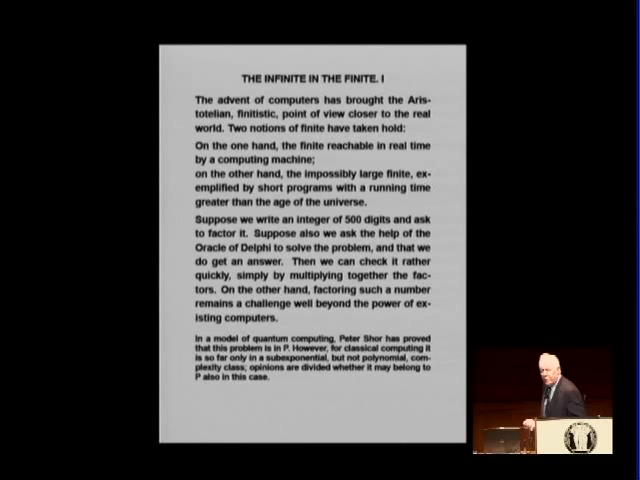 THE INFINITE IN THE FINITE. I
The advent of computers has brought the Aris-
totelian, finitistic, point of view closer to the real
world. Two notions of finite have taken hold:
On the one hand, the finite reachable in real time
by a computing machine;
on the other hand, the impossibly large finite, ex-
emplified by short programs with a running time
greater than the age of the universe.
Suppose we write an integer of 500 digits and ask
to factor it. Suppose also we ask the help of the
Oracle of Delphi to solve the problem, and that we
do get an answer. Then we can check it rather
quickly, simply by multiplying together the fac-
tors. On the other hand, factoring such a number
remains a challenge well beyond the power of ex-
isting computers.
In a model of quantum computing, Peter Shor has proved
that this problem is in P. However, for classical computing it
is so far only in a subexponential, but not polynomial, com-
plexity class; opinions are divided whether it may belong to
P also in this case.